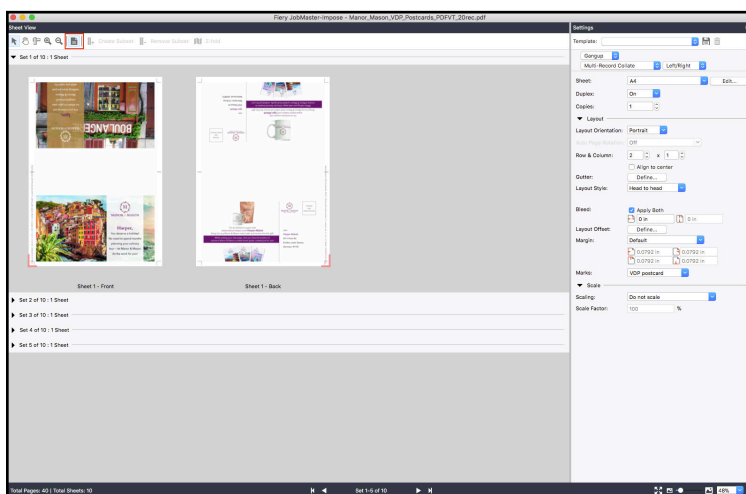 Fiery JobMaster-Impose - Manor_Mason_VDP_Postcards_PDFVT_20rec.pdf
Sheet View
Create Subset
Remove Subset
Z-Fold
Set 1 of 10 : 1 Sheet
BOULANGE
Harper,
Sheet 1 - Front
Sheet 1 - Back
Set 2 of 10 : 1 Sheet
Set 3 of 10 : 1 Sheet
Set 4 of 10 : 1 Sheet
Set 5 of 10 : 1 Sheet
Total Pages: 40 | Total Sheets: 10
Set 1-5 of 10
48%
Settings
Template:
Gangup
Multi-Record Collate
Left/Right
Sheet: A4 Edit...
Duplex: On
Copies: 1
Layout
Layout Orientation: Portrait
Off
Row & Column: 2 x 1
Align to center
Gutter: Define...
Layout Style: Head to head
Bleed: Apply Both
0 in 0 in
Layout Offset: Define...
Margin: Default
0.0792 in 0.0792 in
0.0792 in 0.0792 in
Marks: VDP postcard
Scale
Scaling: Do not scale
Scale Factor: 100 %